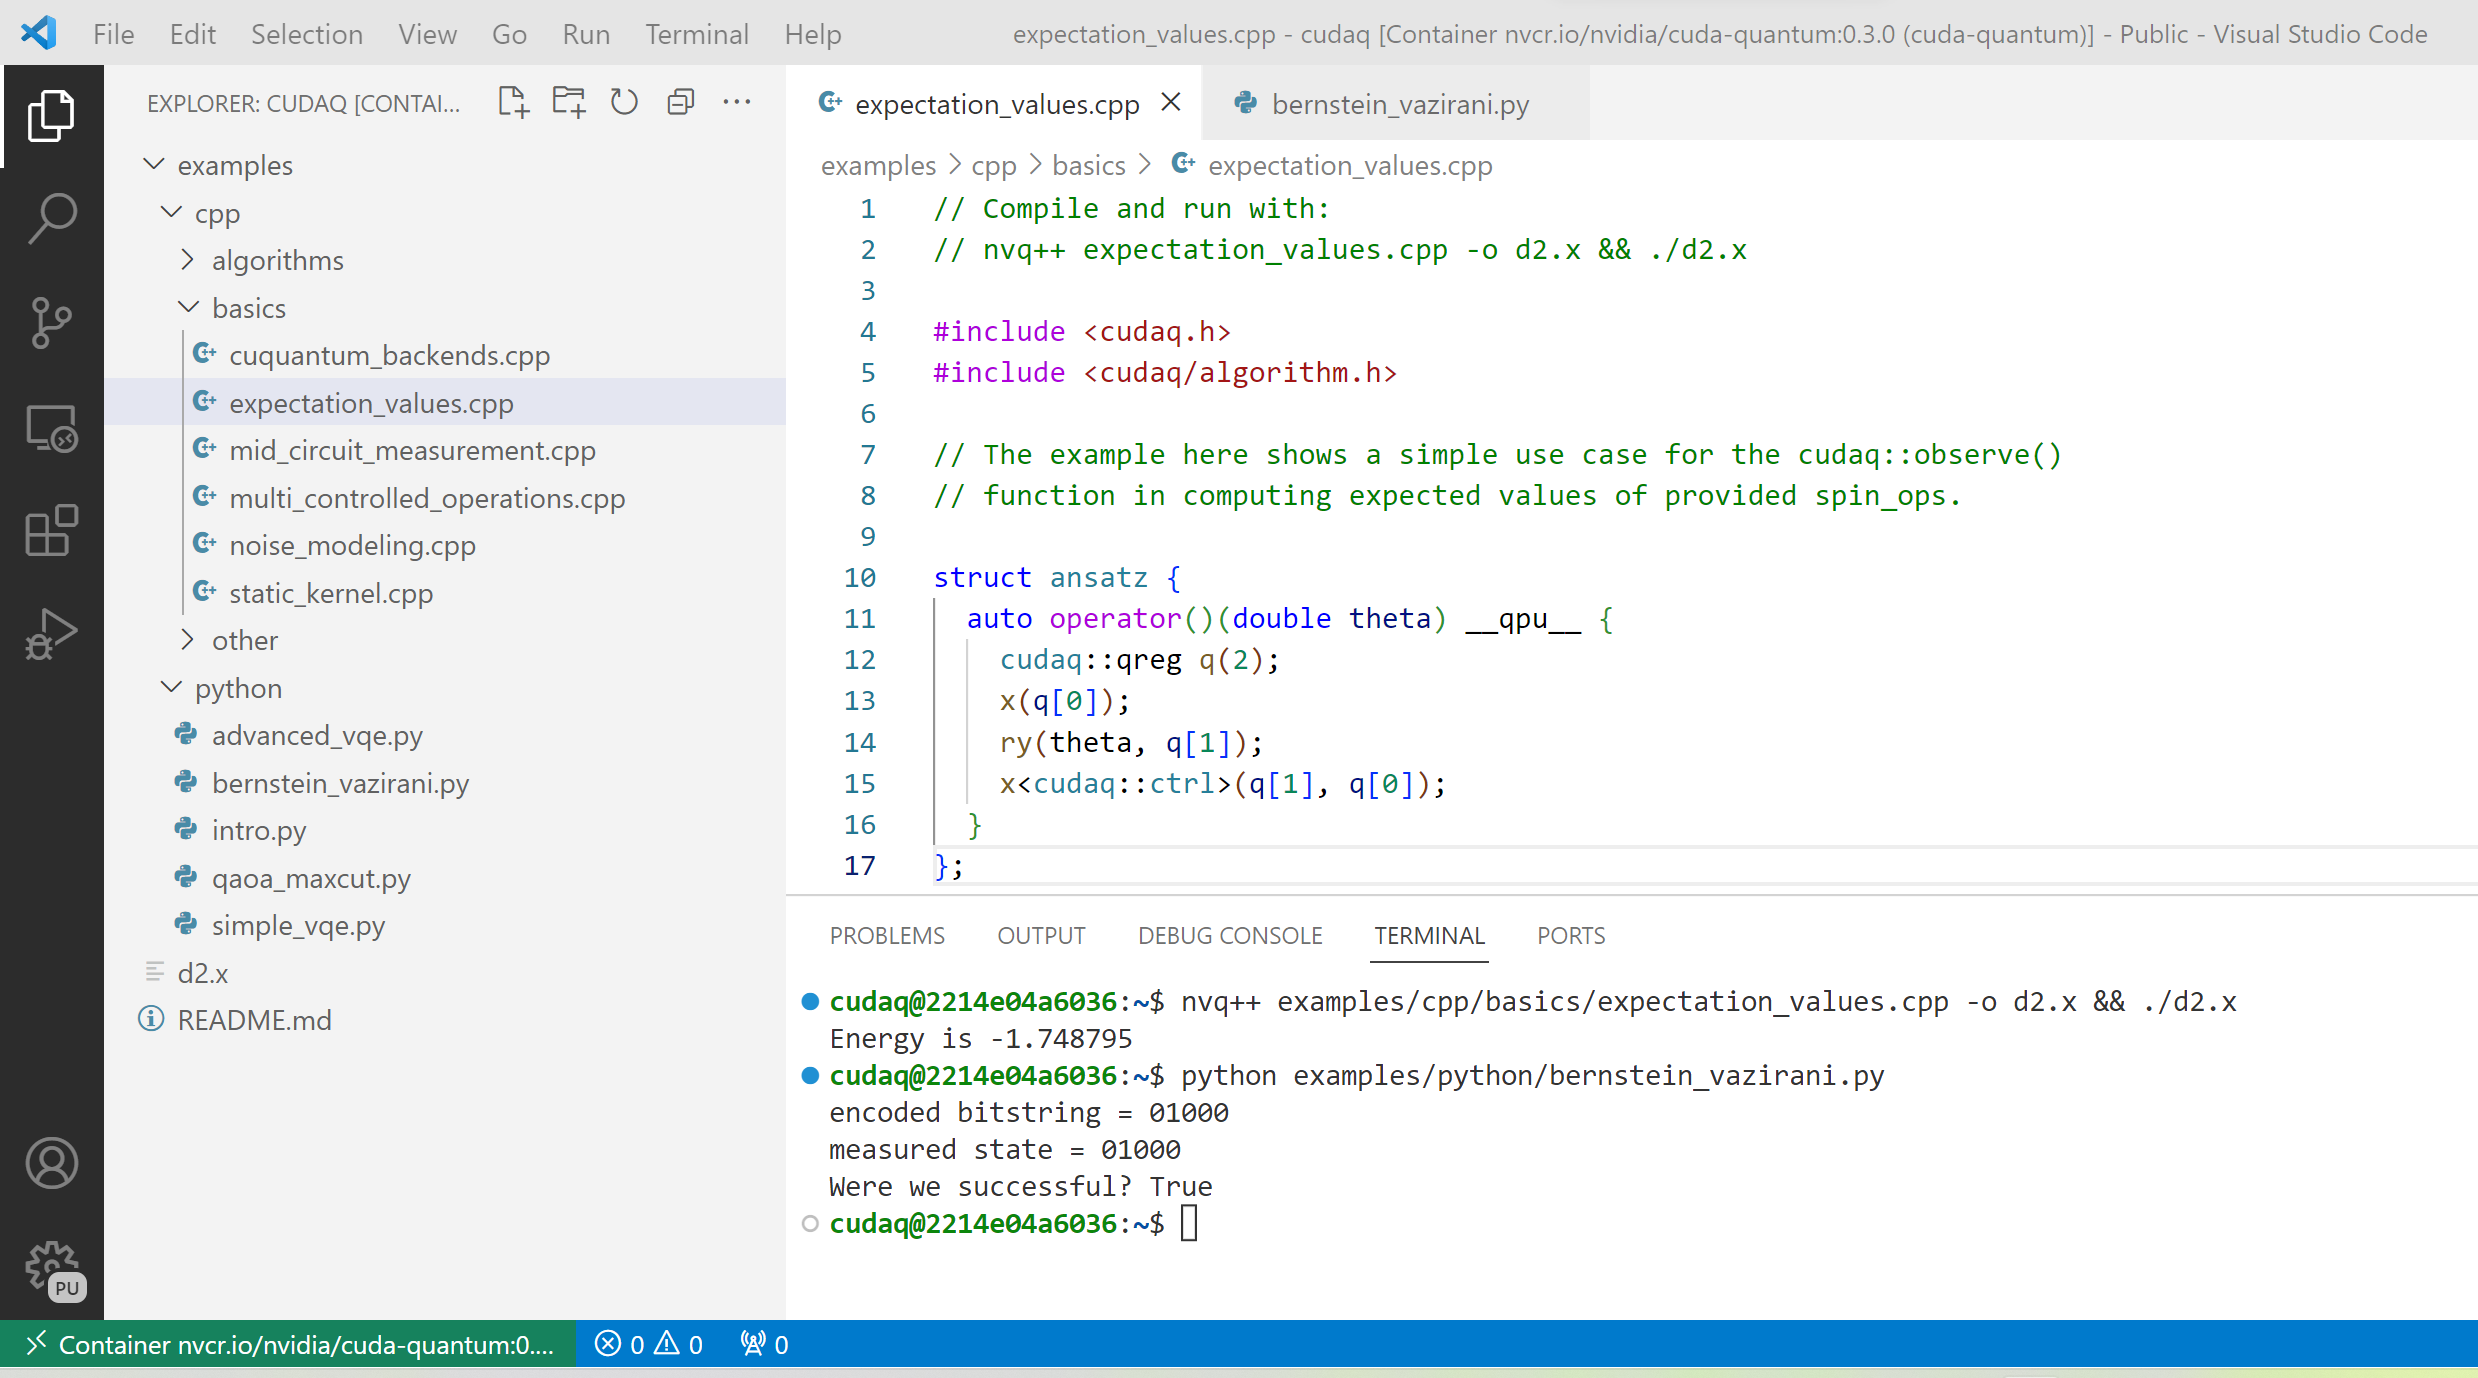 File Edit Selection View Go Run Terminal Help expectation_values.cpp - cudaq [Container nvcr.io/nvidia/cuda-quantum:0.3.0 (cuda-quantum)] - Public - Visual Studio Code
EXPLORER: CUDAQ [CONTAI...
examples
cpp
algorithms
basics
cuquantum_backends.cpp
expectation_values.cpp
mid_circuit_measurement.cpp
multi_controlled_operations.cpp
noise_modeling.cpp
static_kernel.cpp
other
python
advanced_vqe.py
bernstein_vazirani.py
intro.py
qaoa_maxcut.py
simple_vqe.py
d2.x
README.md
PU
expectation_values.cpp bernstein_vazirani.py
examples > cpp > basics > expectation_values.cpp
1 // Compile and run with:
2 // nvq++ expectation_values.cpp -o d2.x && ./d2.x
3
4 #include <cudaq.h>
5 #include <cudaq/algorithm.h>
6
7 // The example here shows a simple use case for the cudaq::observe()
8 // function in computing expected values of provided spin_ops.
9
10 struct ansatz {
11 auto operator()(double theta) __qpu__ {
12 cudaq::qreg q(2);
13 x(q[0]);
14 ry(theta, q[1]);
15 x<cudaq::ctrl>(q[1], q[0]);
16 }
17 };
PROBLEMS OUTPUT DEBUG CONSOLE TERMINAL PORTS
cudaq@2214e04a6036:~$ nvq++ examples/cpp/basics/expectation_values.cpp -o d2.x && ./d2.x
Energy is -1.748795
cudaq@2214e04a6036:~$ python examples/python/bernstein_vazirani.py
encoded bitstring = 01000
measured state = 01000
Were we successful? True
cudaq@2214e04a6036:~$
Container nvcr.io/nvidia/cuda-quantum:0.... 0 0 0